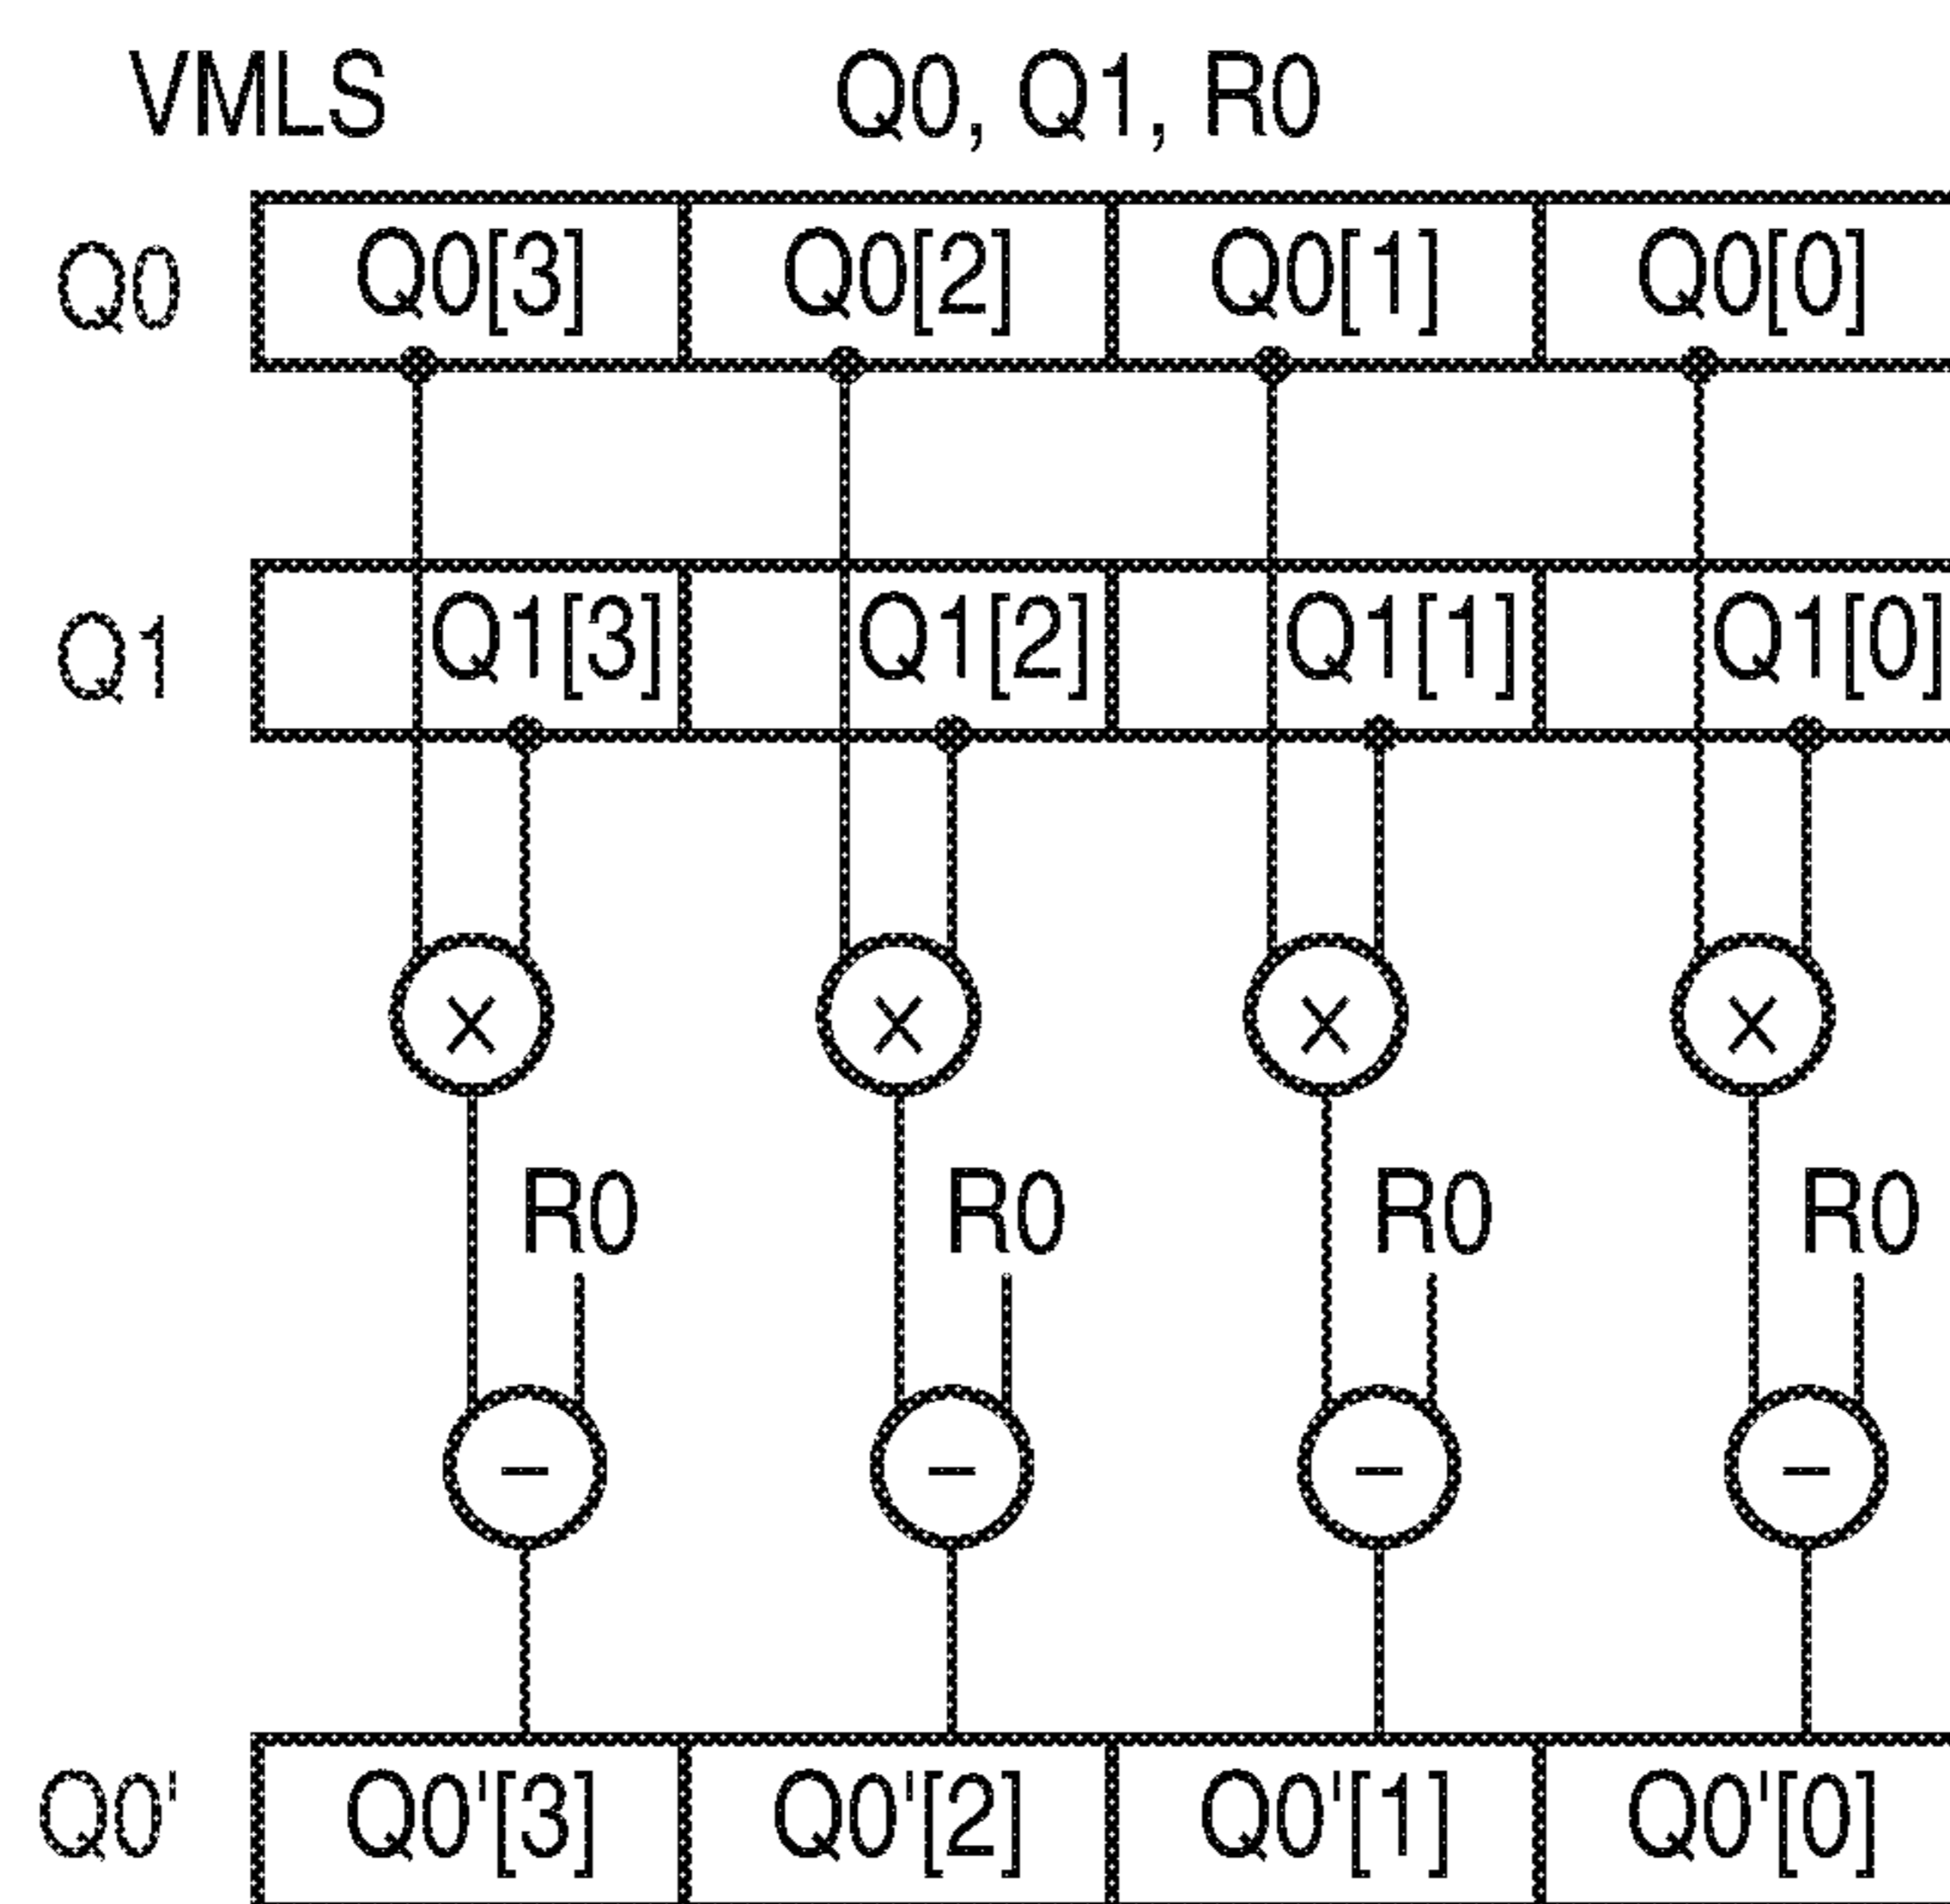 VMLS Q0, Q1, R0
Q0 Q0[3] Q0[2] Q0[1] Q0[0]
Q1 Q1[3] Q1[2] Q1[1] Q1[0]
× × × ×
R0 R0 R0 R0
− − − −
Q0' Q0'[3] Q0'[2] Q0'[1] Q0'[0]